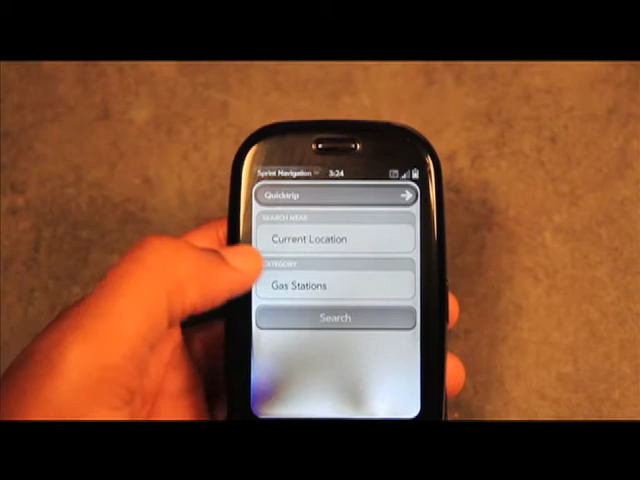 Sprint Navigation 3:24
Quicktrip
SEARCH NEAR
Current Location
CATEGORY
Gas Stations
Search